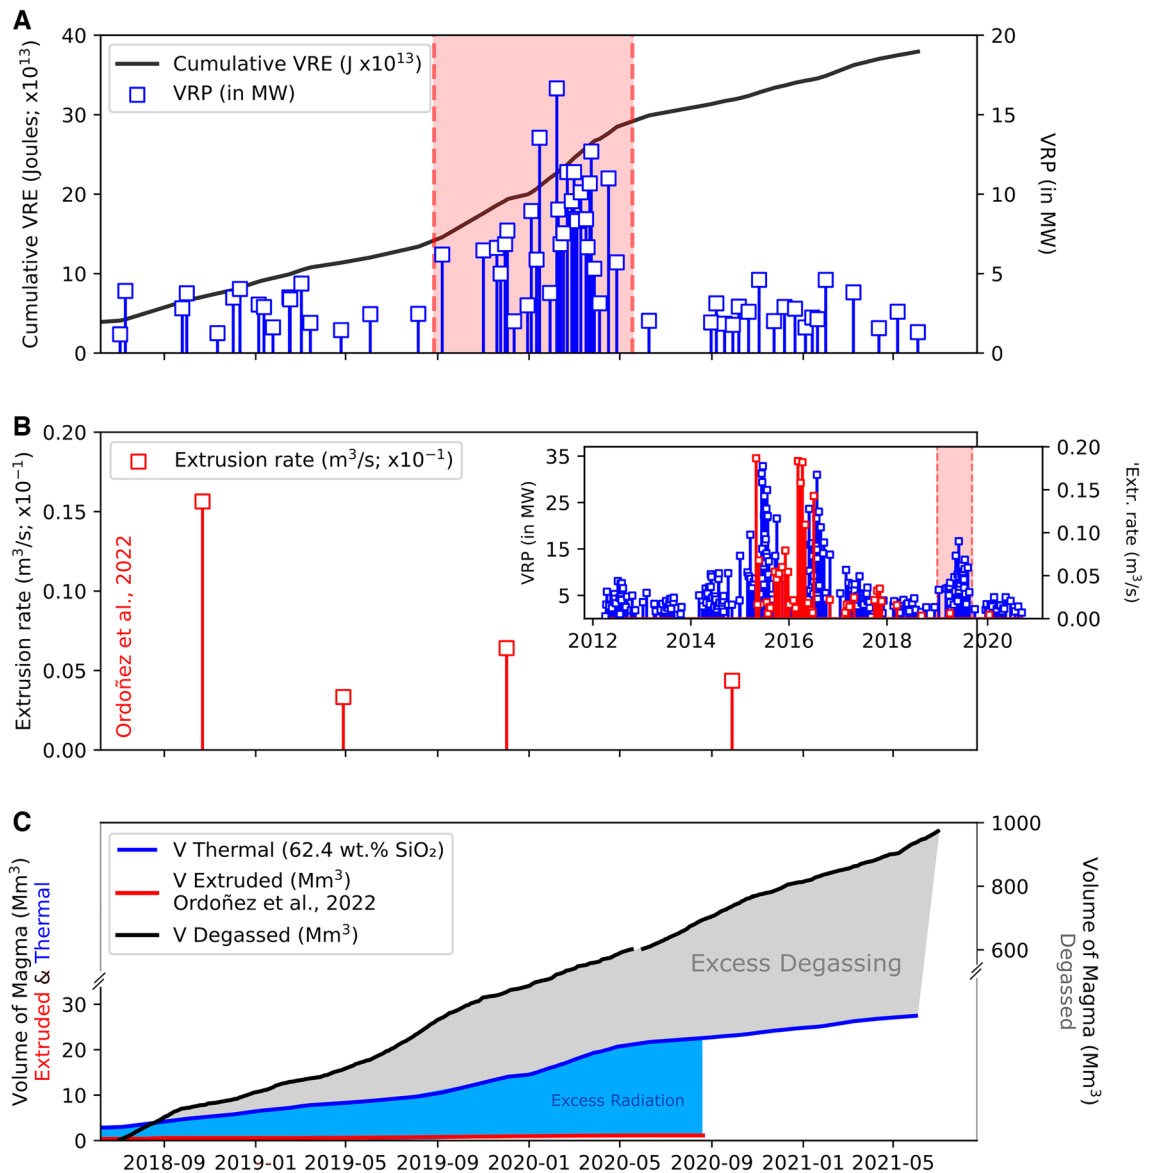 A
Cumulative VRE (Joules; x10¹³)
40
30
20
10
0
Cumulative VRE (J x10¹³)
VRP (in MW)
20
15
10
5
0
VRP (in MW)
B
Extrusion rate (m³/s; x10⁻¹)
0.20
0.15
0.10
0.05
0.00
Extrusion rate (m³/s; x10⁻¹)
Ordoñez et al., 2022
VRP (in MW)
35
25
15
5
2012 2014 2016 2018 2020
0.20
0.15
0.10
0.05
0.00
'Extr. rate (m³/s)
C
Volume of Magma (Mm³)
Extruded & Thermal
30
20
10
0
V Thermal (62.4 wt.% SiO₂)
V Extruded (Mm³)
Ordoñez et al., 2022
V Degassed (Mm³)
Excess Degassing
Excess Radiation
1000
800
600
Volume of Magma (Mm³)
Degassed
2018-09 2019-01 2019-05 2019-09 2020-01 2020-05 2020-09 2021-01 2021-05